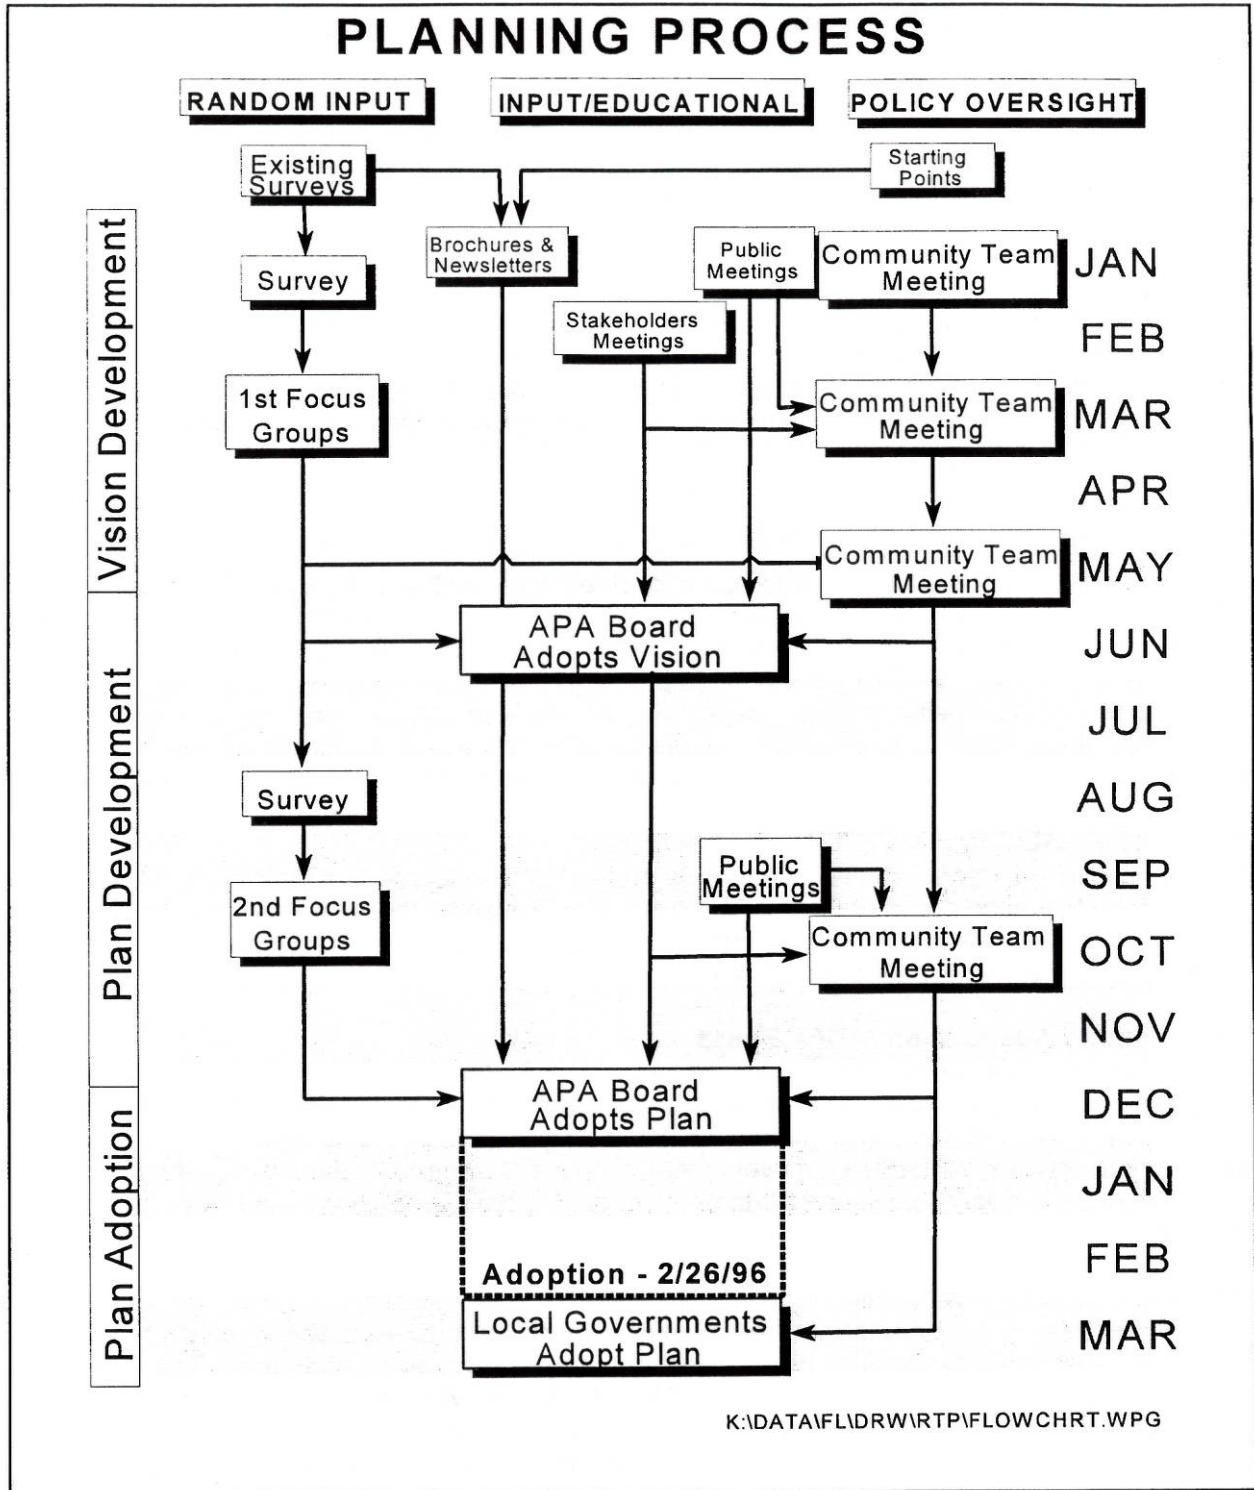 PLANNING PROCESS
RANDOM INPUT
INPUT/EDUCATIONAL
POLICY OVERSIGHT
Existing
Surveys
Starting
Points
Vision Development
Survey
Brochures &
Newsletters
Public
Meetings
Community Team
Meeting
JAN
Stakeholders
Meetings
FEB
1st Focus
Groups
Community Team
Meeting
MAR
APR
Community Team
Meeting
MAY
Plan Development
APA Board
Adopts Vision
JUN
JUL
Survey
AUG
Public
Meetings
SEP
2nd Focus
Groups
Community Team
Meeting
OCT
NOV
Plan Adoption
APA Board
Adopts Plan
DEC
JAN
Adoption - 2/26/96
FEB
Local Governments
Adopt Plan
MAR
K:\DATA\FL\DRW\RTP\FLOWCHRT.WPG